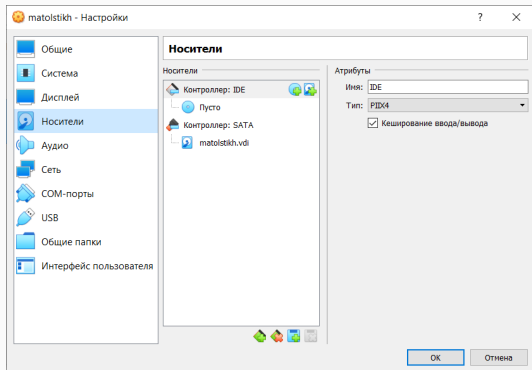 matolstikh - Настройки
Общие
Система
Дисплей
Носители
Аудио
Сеть
COM-порты
USB
Общие папки
Интерфейс пользователя
Носители
Носители
Контроллер: IDE
Пусто
Контроллер: SATA
matolstikh.vdi
Атрибуты
Имя: IDE
Тип: PIIX4
Кеширование ввода/вывода
OK
Отмена